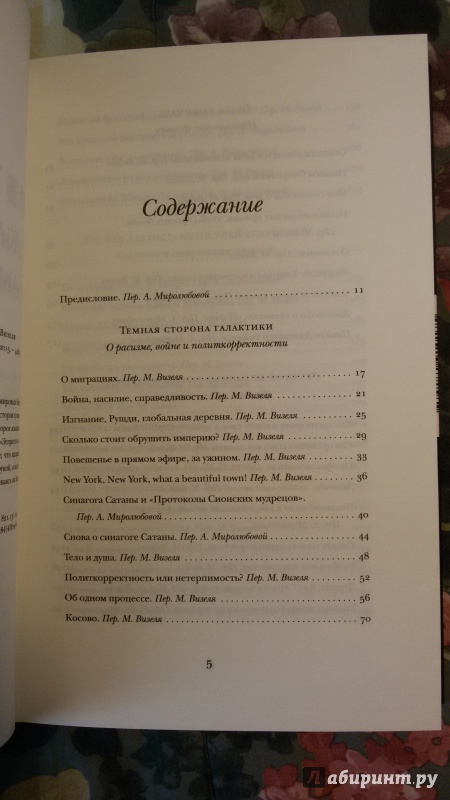 Содержание
Предисловие. Пер. А. Миролюбовой 11
Темная сторона галактики
О расизме, войне и политкорректности
О миграциях. Пер. М. Визеля 17
Война, насилие, справедливость. Пер. М. Визеля 21
Изгнание, Рушди, глобальная деревня. Пер. М. Визеля 25
Сколько стоит обрушить империю? Пер. М. Визеля 29
Повешенье в прямом эфире, за ужином. Пер. М. Визеля 33
New York, New York, what a beautiful town! Пер. М. Визеля 36
Синагога Сатаны и «Протоколы Сионских мудрецов».
Пер. А. Миролюбовой 40
Снова о синагоге Сатаны. Пер. А. Миролюбовой 44
Тело и душа. Пер. М. Визеля 48
Политкорректность или нетерпимость? Пер. М. Визеля 52
Об одном процессе. Пер. М. Визеля 56
Косово. Пер. М. Визеля 70
5
Лабиринт.ру